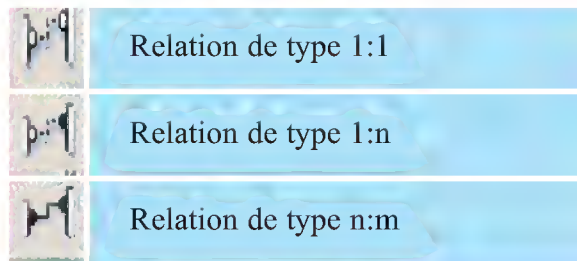 Relation de type 1:1
Relation de type 1:n
Relation de type n:m